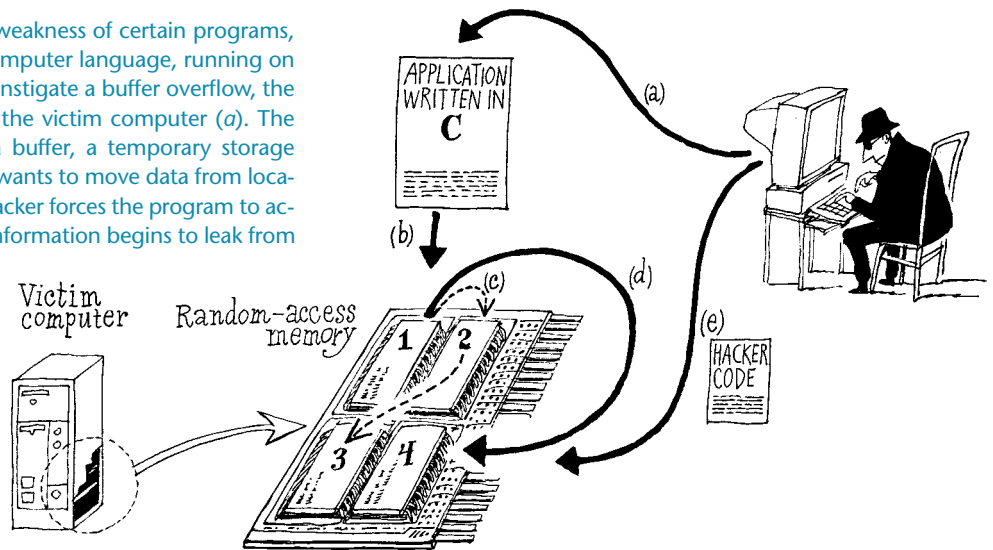 weakness of certain programs,
omputer language, running on
nstigate a buffer overflow, the
the victim computer (a). The
buffer, a temporary storage
wants to move data from loca-
acker forces the program to ac-
nformation begins to leak from
APPLICATION
WRITTEN IN
C
(a)
(b)
(c)
(d)
(e)
HACKER
CODE
Victim
computer
Random-access
memory
1
2
3
4